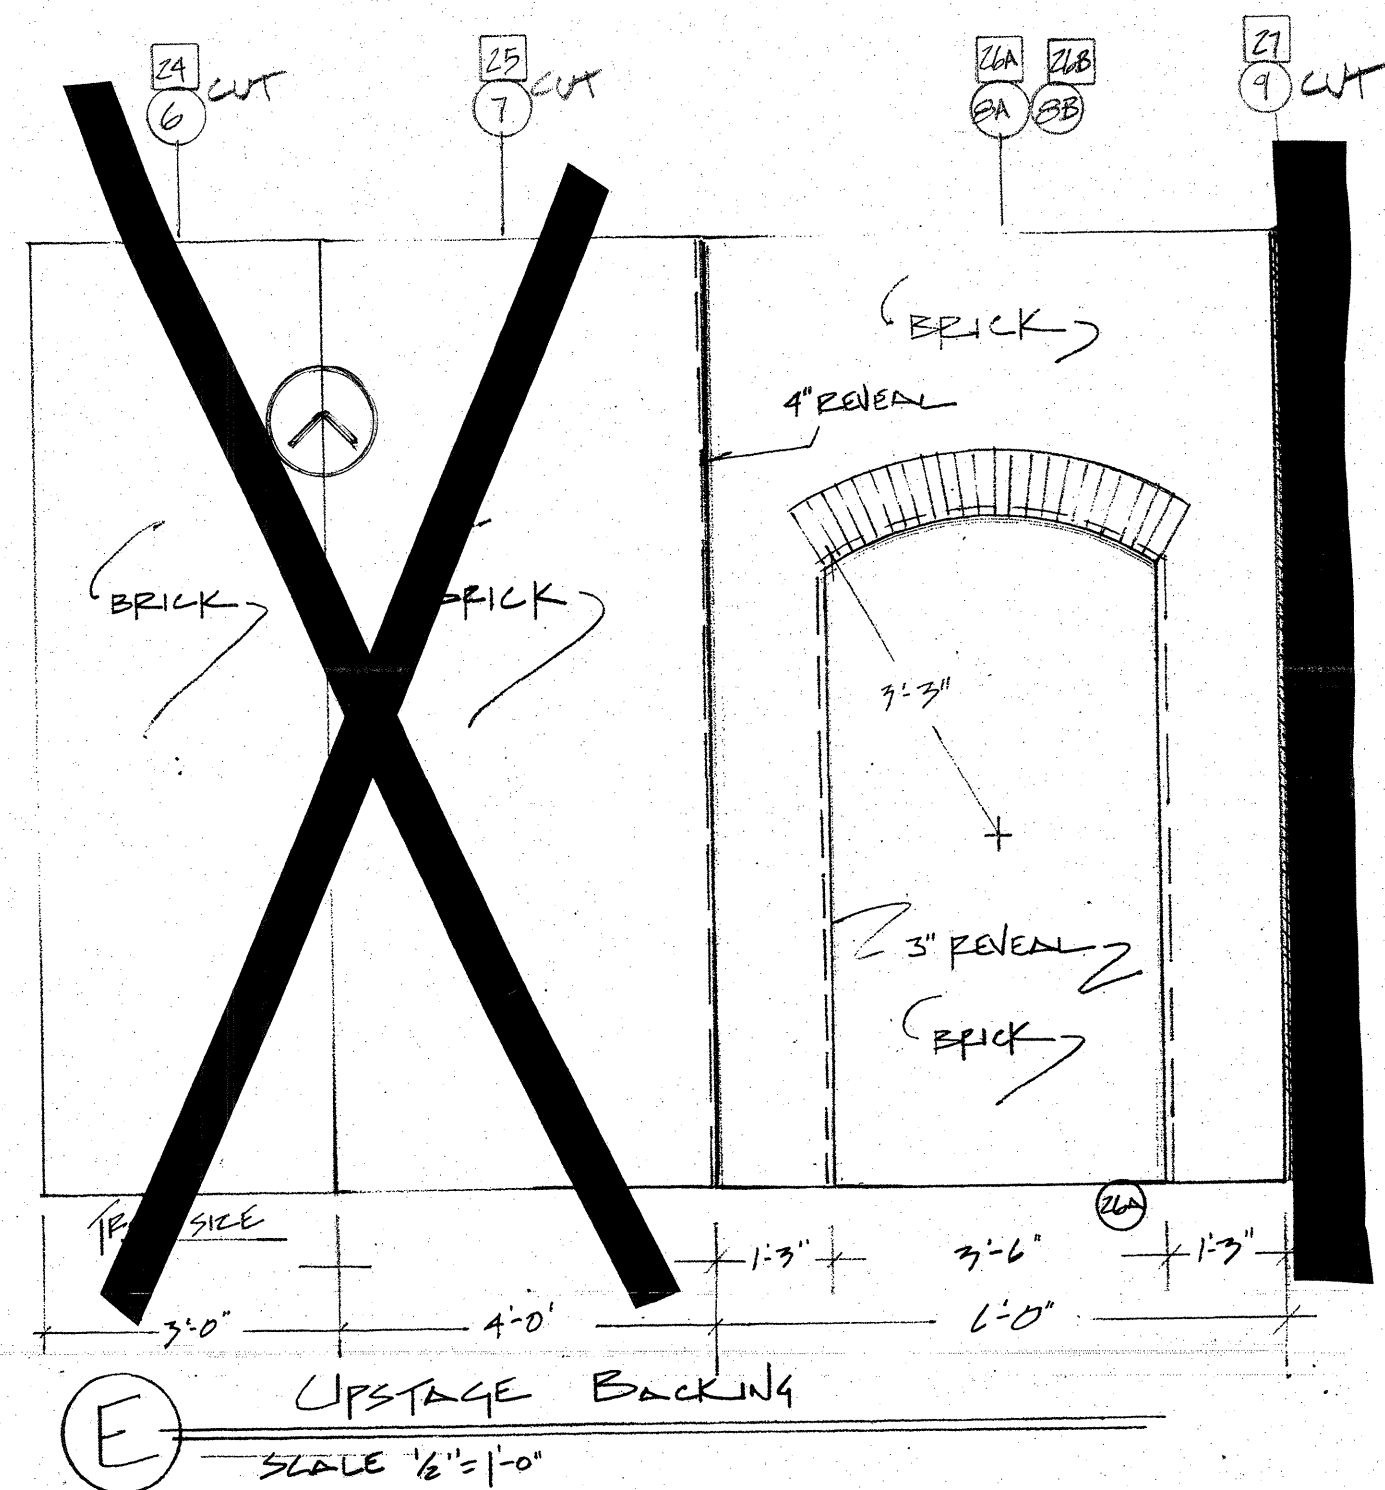 24 25 26A 26B 27
6 CUT 7 CUT 8A 8B 9 CUT
BRICK
4" REVEAL
BRICK
3'-3"
3" REVEAL
BRICK
26A
SIZE
1'-3" 3'-6" 1'-3"
3'-0" 4'-0' 6'-0"
E UPSTAGE BACKING
SCALE 1/2"=1'-0"